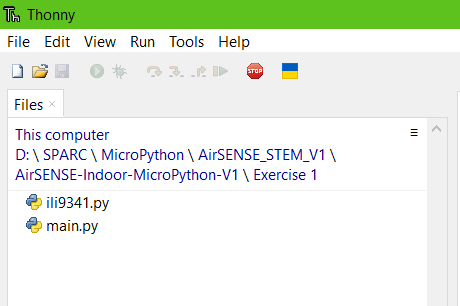 Th Thonny
File Edit View Run Tools Help
STOP
Files ×
This computer
D: \ SPARC \ MicroPython \ AirSENSE_STEM_V1 \
AirSENSE-Indoor-MicroPython-V1 \ Exercise 1
ili9341.py
main.py